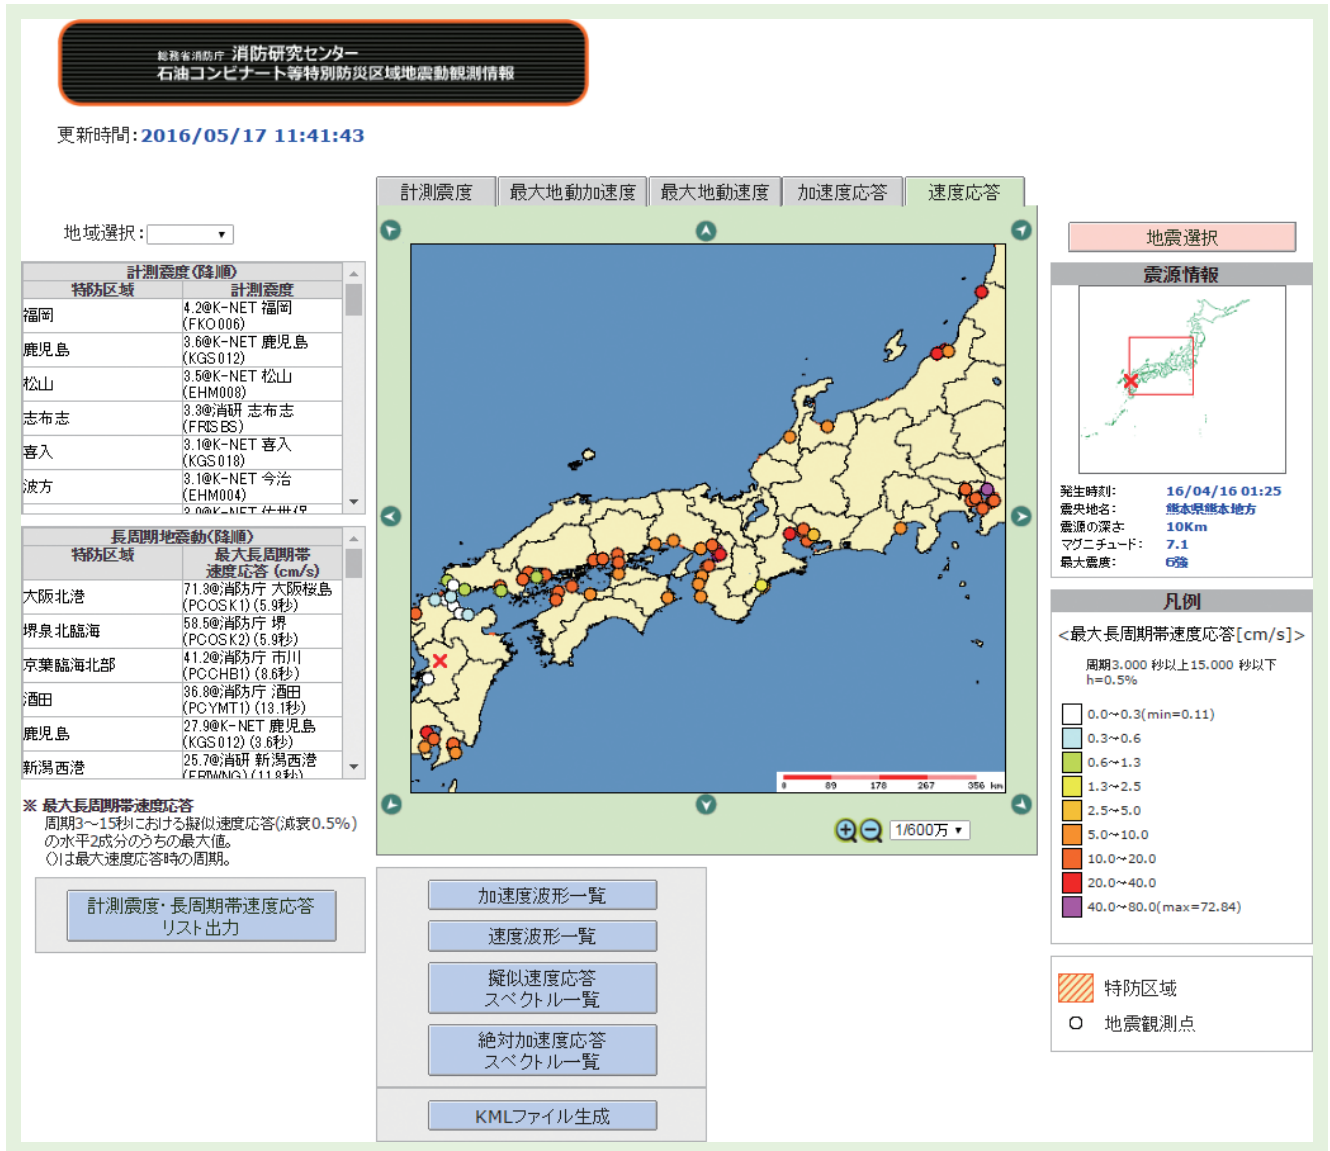 総務省消防庁 消防研究センター
石油コンビナート等特別防災区域地震動観測情報
更新時間:2016/05/17 11:41:43
計測震度
最大地動加速度
最大地動速度
加速度応答
速度応答
地域選択:
計測震度(降順)
特防区域 計測震度
福岡 4.2@K-NET 福岡
(FKO006)
鹿児島 3.6@K-NET 鹿児島
(KGS012)
松山 3.5@K-NET 松山
(EHM008)
志布志 3.3@消研 志布志
(FRISBS)
喜入 3.1@K-NET 喜入
(KGS018)
波方 3.1@K-NET 今治
(EHM004)
長周期地震動(降順)
特防区域 最大長周期帯
速度応答 (cm/s)
大阪北港 71.3@消防庁 大阪桜島
(PCOSK1) (5.9秒)
堺泉北臨海 58.5@消防庁 堺
(PCOSK2) (5.9秒)
京葉臨海北部 41.2@消防庁 市川
(PCCHB1) (8.6秒)
酒田 36.8@消防庁 酒田
(PCYMT1) (13.1秒)
鹿児島 27.9@K-NET 鹿児島
(KGS012) (3.6秒)
新潟西港 25.7@消研 新潟西港
※ 最大長周期帯速度応答
周期3~15秒における擬似速度応答(減衰0.5%)
の水平2成分のうちの最大値。
()は最大速度応答時の周期。
計測震度・長周期帯速度応答
リスト出力
0 89 178 267 356 km
1/600万
加速度波形一覧
速度波形一覧
擬似速度応答
スペクトル一覧
絶対加速度応答
スペクトル一覧
KMLファイル生成
地震選択
震源情報
発生時刻: 16/04/16 01:25
震央地名: 熊本県熊本地方
震源の深さ: 10Km
マグニチュード: 7.1
最大震度: 6強
凡例
<最大長周期帯速度応答[cm/s]>
周期3.000 秒以上15.000 秒以下
h=0.5%
0.0~0.3(min=0.11)
0.3~0.6
0.6~1.3
1.3~2.5
2.5~5.0
5.0~10.0
10.0~20.0
20.0~40.0
40.0~80.0(max=72.84)
特防区域
地震観測点